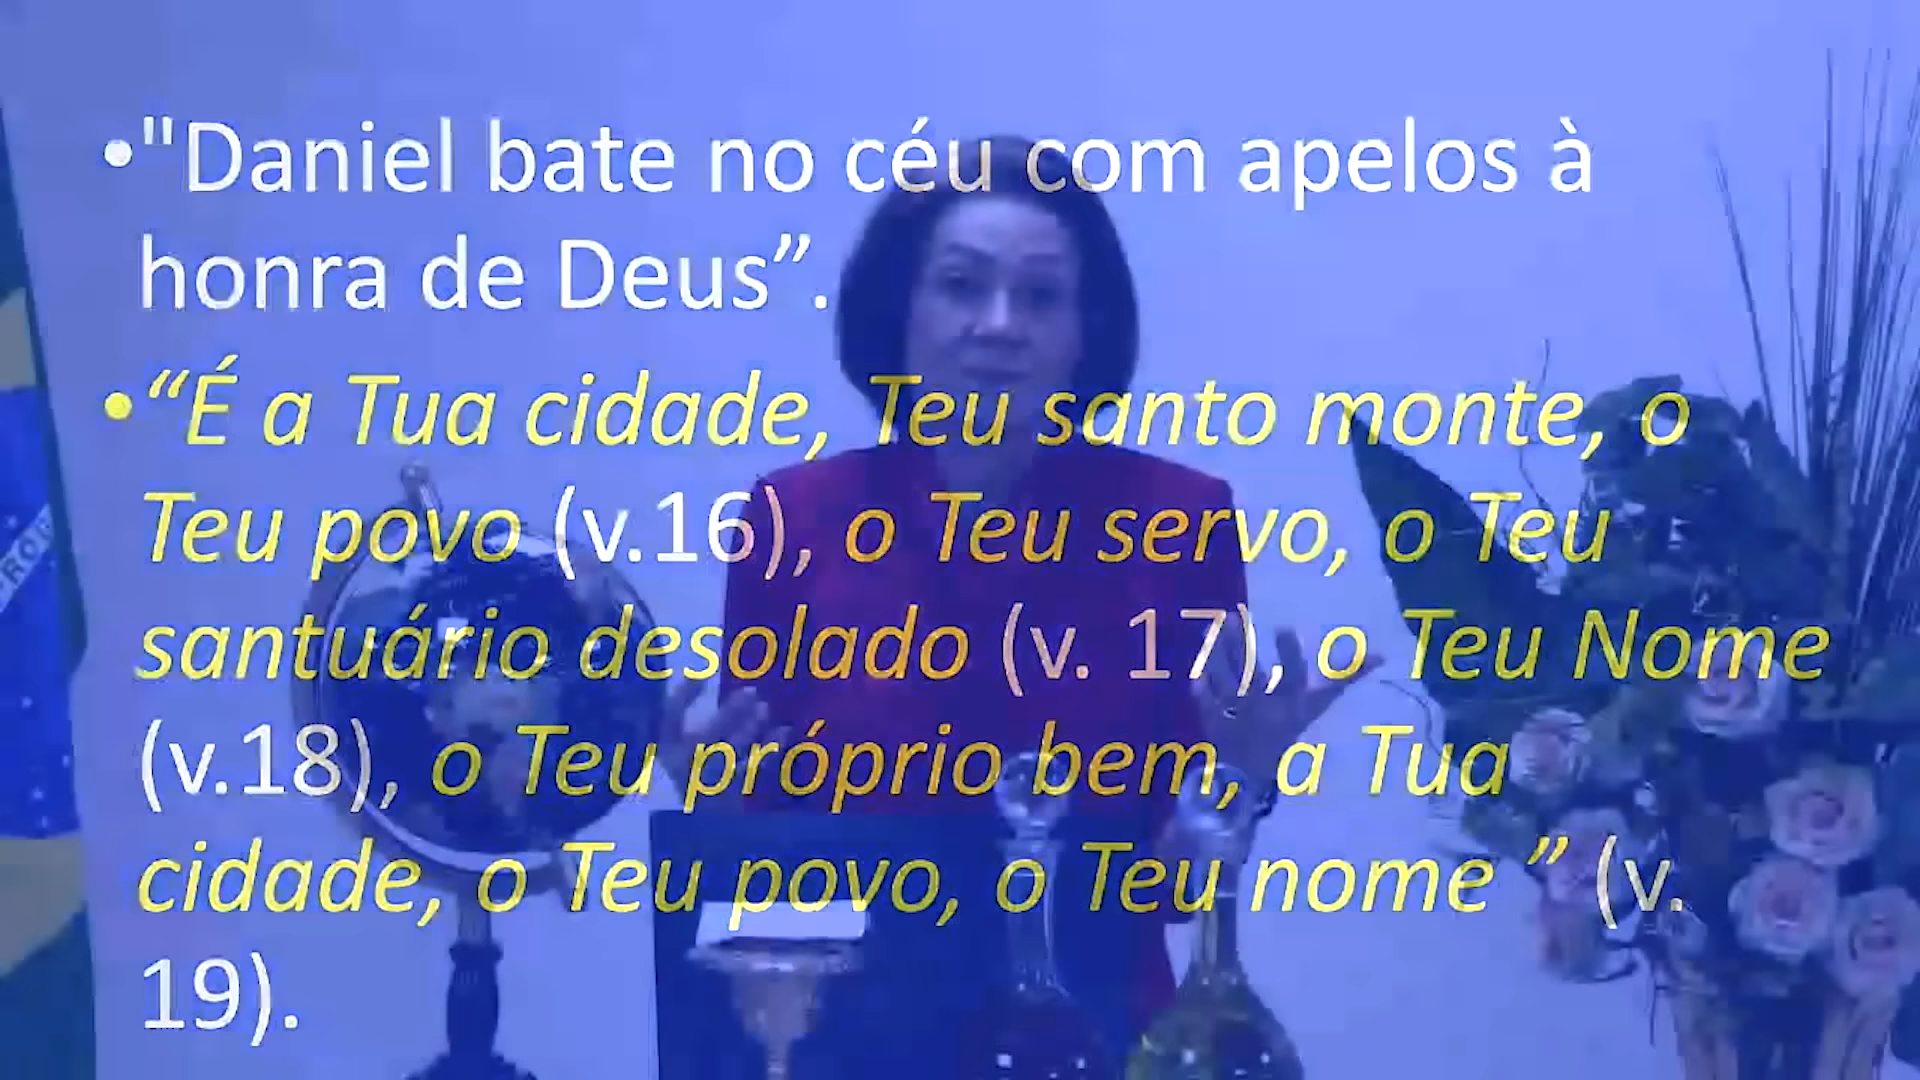 •"Daniel bate no céu com apelos à
honra de Deus”.
•“É a Tua cidade, Teu santo monte, o
Teu povo (v.16), o Teu servo, o Teu
santuário desolado (v. 17), o Teu Nome
(v.18), o Teu próprio bem, a Tua
cidade, o Teu povo, o Teu nome ” (v.
19).